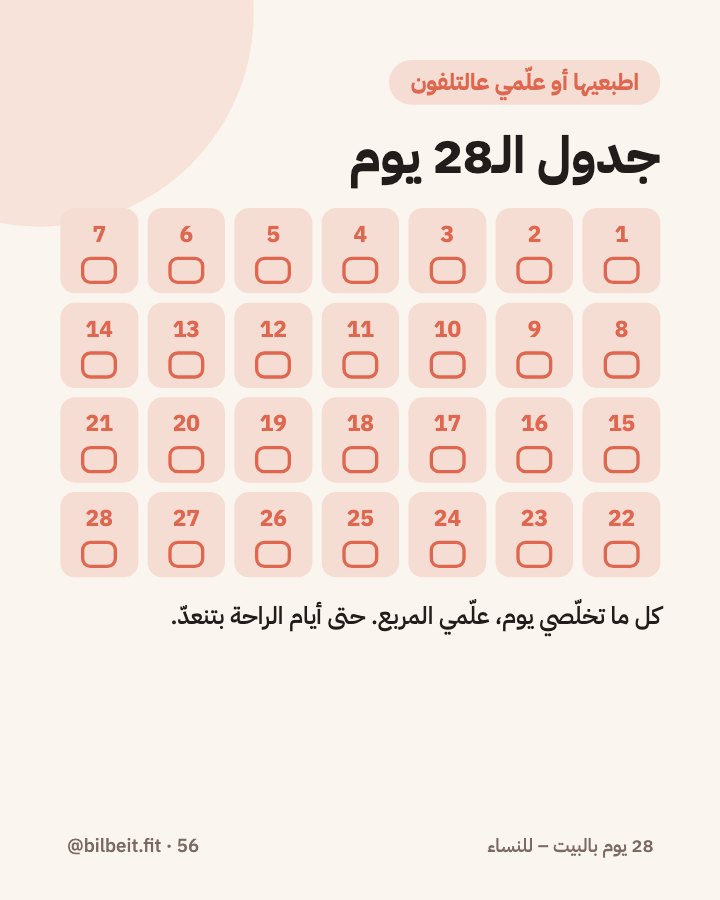 اطبعيها أو علّمي عالتلفون
جدول الـ28 يوم
1 2 3 4 5 6 7
8 9 10 11 12 13 14
15 16 17 18 19 20 21
22 23 24 25 26 27 28
كل ما تخلّصي يوم، علّمي المربع. حتى أيام الراحة بتنعدّ.
28 يوم بالبيت – للنساء
@bilbeit.fit · 56